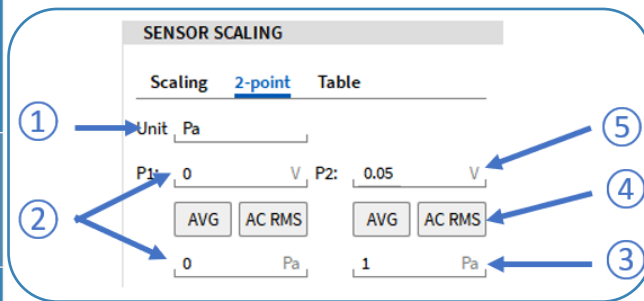 SENSOR SCALING
Scaling 2-point Table
① Unit Pa ⑤
P1: 0 V P2: 0.05 V
② AVG AC RMS AVG AC RMS ④
0 Pa 1 Pa ③